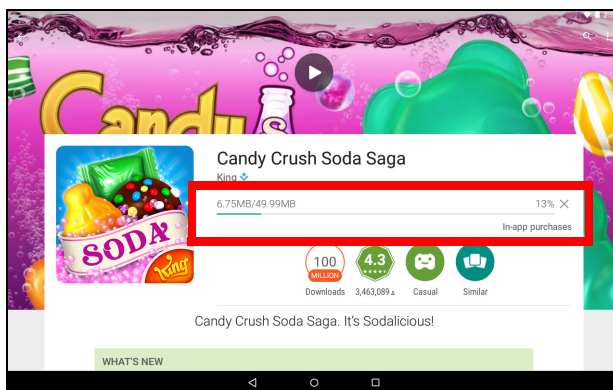 Candy
S
Candy Crush Soda Saga
King
6.75MB/49.99MB 13%
In-app purchases
SODA
King
100
MILLION
4.3
Downloads 3,463,089 Casual Similar
Candy Crush Soda Saga. It's Sodalicious!
WHAT'S NEW